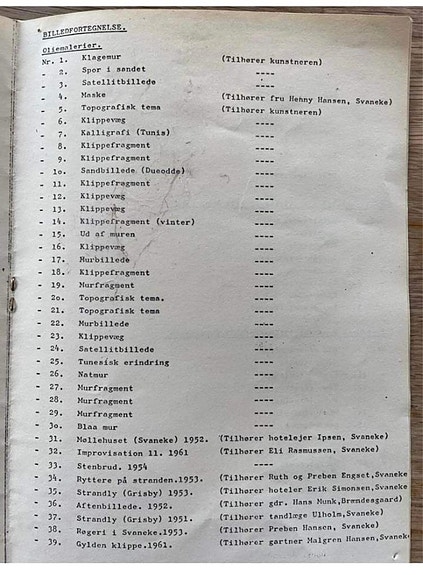 BILLEDFORTEGNELSE.
Oliemalerier.
Nr. 1. Klagemur (Tilhører kunstneren)
- 2. Spor i sandet ----
- 3. Satellitbillede ----
- 4. Maske (Tilhører fru Henny Hansen, Svaneke)
- 5. Topografisk tema (Tilhører kunstneren)
- 6. Klippevæg ----
- 7. Kalligrafi (Tunis) ----
- 8. Klippefragment ----
- 9. Klippefragment ----
- 1o. Sandbillede (Dueodde) ----
- 11. Klippefragment ----
- 12. Klippevæg ----
- 13. Klippevæg ----
- 14. Klippefragment (vinter) ----
- 15. Ud af muren ----
- 16. Klippevæg ----
- 17. Murbillede ----
- 18. Klippefragment ----
- 19. Murfragment ----
- 2o. Topografisk tema. ----
- 21. Topografisk tema ----
- 22. Murbillede ----
- 23. Klippevæg ----
- 24. Satellitbillede ----
- 25. Tunesisk erindring ----
- 26. Natmur ----
- 27. Murfragment ----
- 28. Murfragment ----
- 29. Murfragment ----
- 3o. Blaa mur ----
- 31. Møllehuset (Svaneke) 1952. (Tilhører hotelejer Ipsen, Svaneke)
- 32. Improvisation 11. 1961 (Tilhører Eli Rasmussen, Svaneke)
- 33. Stenbrud. 1954 ----
- 34. Ryttere på stranden.1953. (Tilhører Ruth og Preben Engset,Svaneke
- 35. Strandly (Grisby) 1953. (Tilhører hotelier Erik Simonsen,Svaneke
- 36. Aftenbillede. 1952. (Tilhører gdr. Hans Munk,Brændesgaard)
- 37. Strandly (Grisby) 1951. (Tilhører tandlæge Ulholm,Svaneke)
- 38. Røgeri i Svaneke.1953. (Tilhører Preben Hansen, Svaneke)
- 39. Gylden klippe.1961. (Tilhører gartner Malgren Hansen,Svaneke